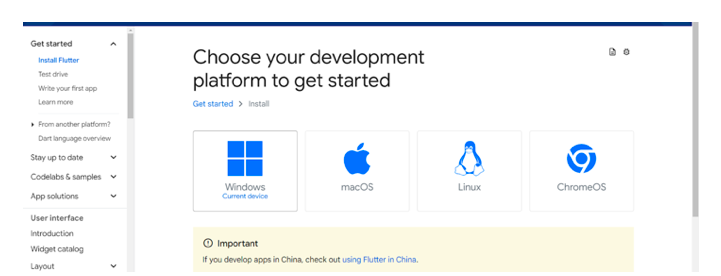 Get started
Install Flutter
Test drive
Write your first app
Learn more
From another platform?
Dart language overview
Stay up to date
Codelabs & samples
App solutions
User interface
Introduction
Widget catalog
Layout
Choose your development
platform to get started
Get started > Install
Windows
Current device
macOS
Linux
ChromeOS
Important
If you develop apps in China, check out using Flutter in China.